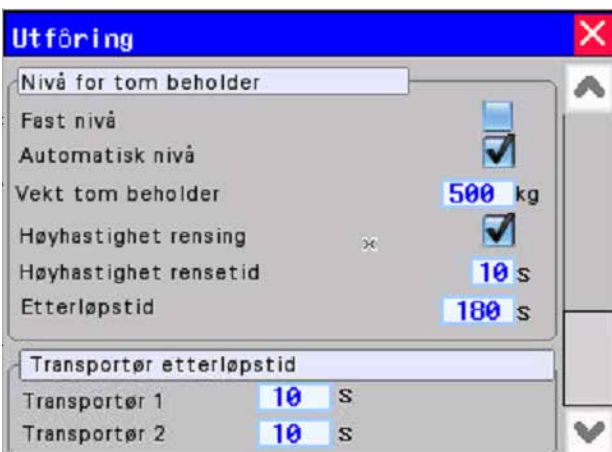 Utfôring
Nivå for tom beholder
Fast nivå
Automatisk nivå
Vekt tom beholder 500 kg
Høyhastighet rensing
Høyhastighet rensetid 10 s
Etterløpstid 180 s
Transportør etterløpstid
Transportør 1 10 s
Transportør 2 10 s